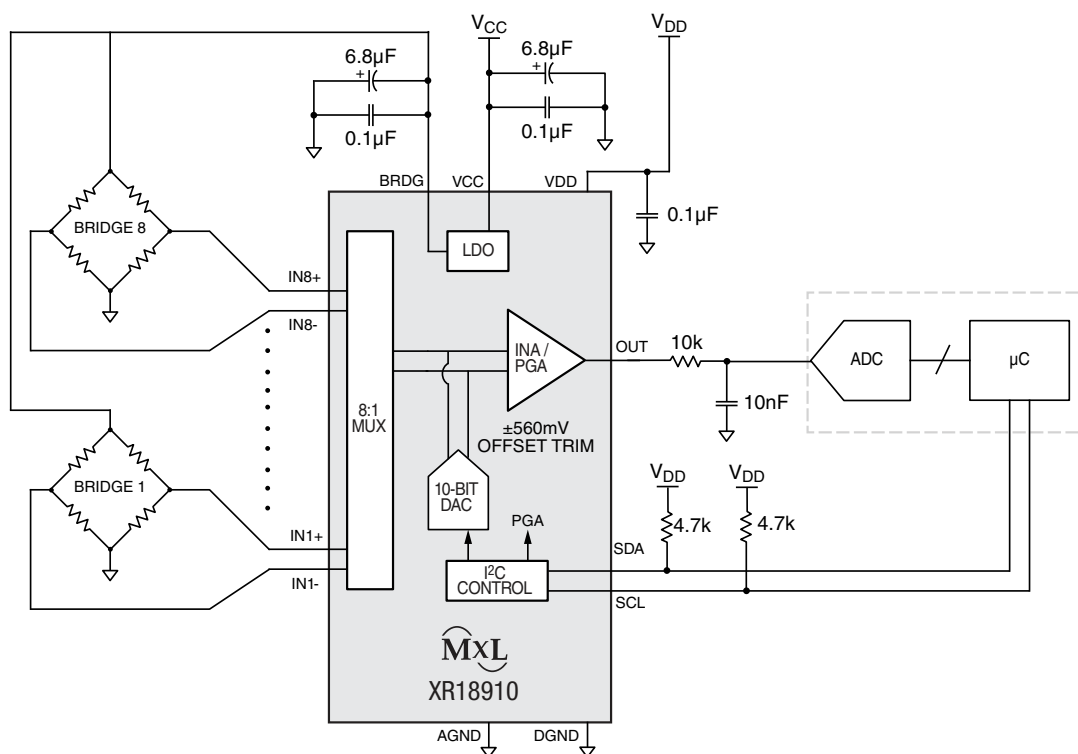 VCC
VDD
6.8µF
+
0.1µF
6.8µF
+
0.1µF
BRDG
VCC
VDD
0.1µF
BRIDGE 8
LDO
IN8+
IN8-
8:1
MUX
INA /
PGA
OUT
10k
ADC
µC
10nF
±560mV
OFFSET TRIM
BRIDGE 1
10-BIT
DAC
PGA
VDD
VDD
4.7k
4.7k
IN1+
IN1-
I²C
CONTROL
SDA
SCL
MXL
XR18910
AGND
DGND